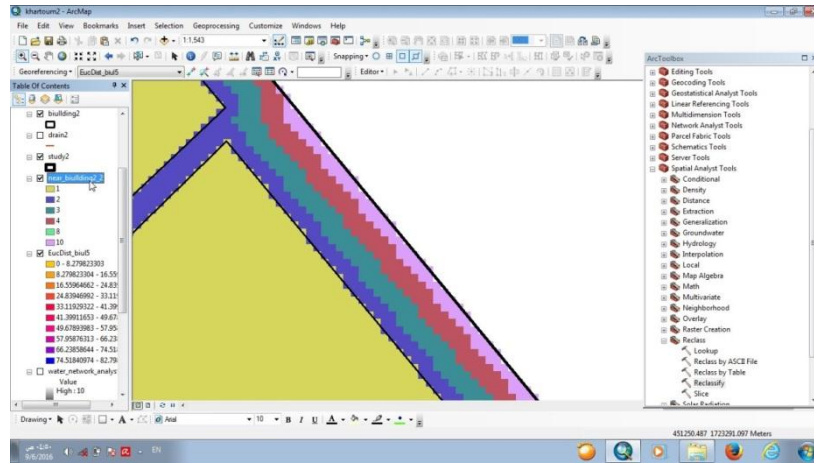 khartoum2 - ArcMap
File Edit View Bookmarks Insert Selection Geoprocessing Customize Windows Help
1:1,543
Snapping
Georeferencing EucDist_biul5 Editor
Table Of Contents
biullding2
drain2
study2
near_biullding2_2
1
2
3
4
8
10
EucDist_biul5
0 - 8.279823303
8.279823304 - 16.55
16.55964662 - 24.83
24.83946992 - 33.11
33.11929322 - 41.39
41.39911653 - 49.67
49.67893983 - 57.95
57.95876313 - 66.23
66.23858644 - 74.51
74.51840974 - 82.79
water_network_analys
Value
High : 10
ArcToolbox
Editing Tools
Geocoding Tools
Geostatistical Analyst Tools
Linear Referencing Tools
Multidimension Tools
Network Analyst Tools
Parcel Fabric Tools
Schematics Tools
Server Tools
Spatial Analyst Tools
Conditional
Density
Distance
Extraction
Generalization
Groundwater
Hydrology
Interpolation
Local
Map Algebra
Math
Multivariate
Neighborhood
Overlay
Raster Creation
Reclass
Lookup
Reclass by ASCII File
Reclass by Table
Reclassify
Slice
Solar Radiation
Drawing A Arial 10 B I U A
451250.487 1723291.097 Meters
9/6/2016 EN